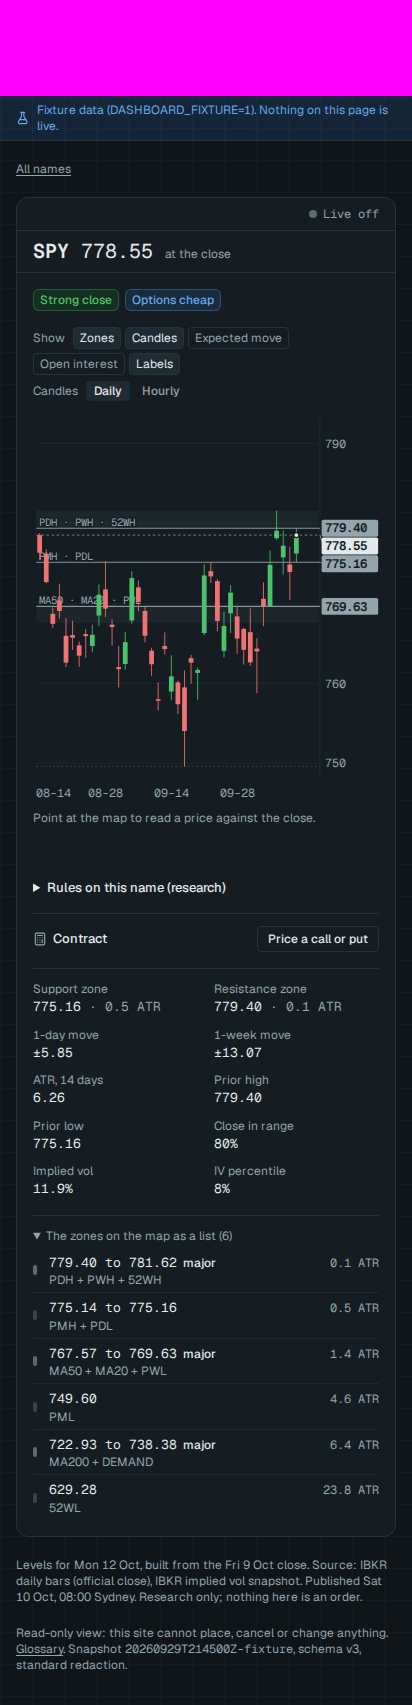 Fixture data (DASHBOARD_FIXTURE=1). Nothing on this page is
live.
All names
Live off
SPY 778.55 at the close
Strong close
Options cheap
Show Zones Candles Expected move
Open interest Labels
Candles Daily Hourly
790
PDH · PWH · 52WH
779.40
778.55
PMH · PDL
775.16
MA50 · MA20 · PWL
769.63
760
750
08-14 08-28 09-14 09-28
Point at the map to read a price against the close.
Rules on this name (research)
Contract
Price a call or put
Support zone
775.16 · 0.5 ATR
Resistance zone
779.40 · 0.1 ATR
1-day move
±5.85
1-week move
±13.07
ATR, 14 days
6.26
Prior high
779.40
Prior low
775.16
Close in range
80%
Implied vol
11.9%
IV percentile
8%
The zones on the map as a list (6)
779.40 to 781.62 major 0.1 ATR
PDH + PWH + 52WH
775.14 to 775.16 0.5 ATR
PMH + PDL
767.57 to 769.63 major 1.4 ATR
MA50 + MA20 + PWL
749.60 4.6 ATR
PML
722.93 to 738.38 major 6.4 ATR
MA200 + DEMAND
629.28 23.8 ATR
52WL
Levels for Mon 12 Oct, built from the Fri 9 Oct close. Source: IBKR
daily bars (official close), IBKR implied vol snapshot. Published Sat
10 Oct, 08:00 Sydney. Research only; nothing here is an order.
Read-only view: this site cannot place, cancel or change anything.
Glossary. Snapshot 20260929T214500Z-fixture, schema v3,
standard redaction.